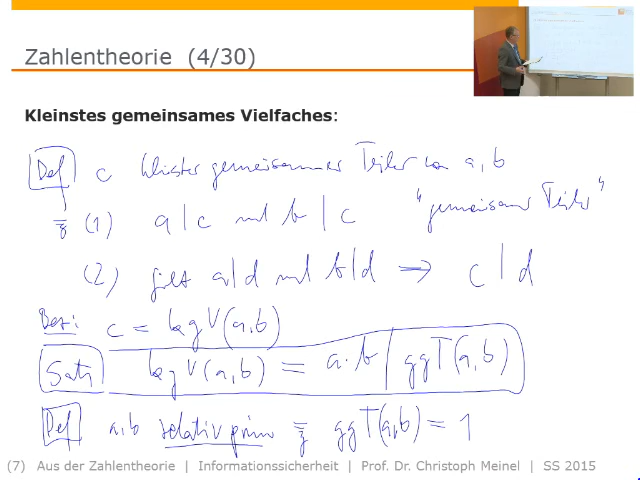 Zahlentheorie (4/30)
Kleinstes gemeinsames Vielfaches:
Def c kleinster gemeinsamer Teiler von a, b
(1) a | c und b | c "gemeinsamer Teiler"
(2) gilt a | d und b | d → c | d
Bez: c = kgV(a,b)
Satz kgV(a,b) = a·b / ggT(a,b)
Def a,b relativ prim ggT(a,b) = 1
(7) Aus der Zahlentheorie | Informationssicherheit | Prof. Dr. Christoph Meinel | SS 2015